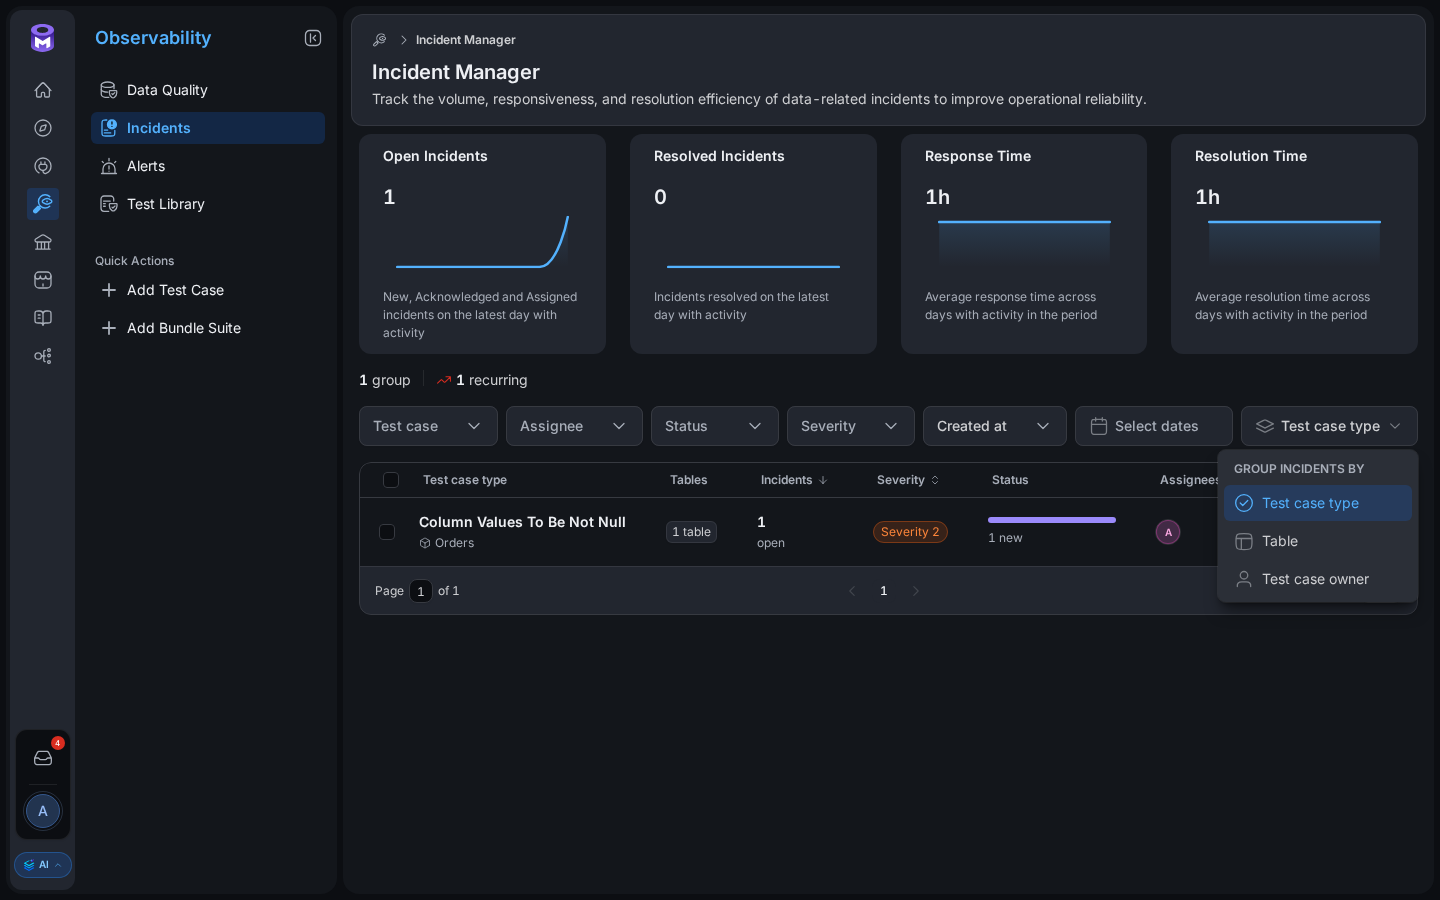 Observability
Data Quality
Incidents
Alerts
Test Library
Quick Actions
Add Test Case
Add Bundle Suite
4
A
AI
Incident Manager
Incident Manager
Track the volume, responsiveness, and resolution efficiency of data-related incidents to improve operational reliability.
Open Incidents
1
New, Acknowledged and Assigned
incidents on the latest day with
activity
Resolved Incidents
0
Incidents resolved on the latest
day with activity
Response Time
1h
Average response time across
days with activity in the period
Resolution Time
1h
Average resolution time across
days with activity in the period
1 group
1 recurring
Test case
Assignee
Status
Severity
Created at
Select dates
Test case type
GROUP INCIDENTS BY
Test case type
Table
Test case owner
Test case type
Tables
Incidents
Severity
Status
Assignees
Column Values To Be Not Null
Orders
1 table
1
open
Severity 2
1 new
A
Page 1 of 1
1